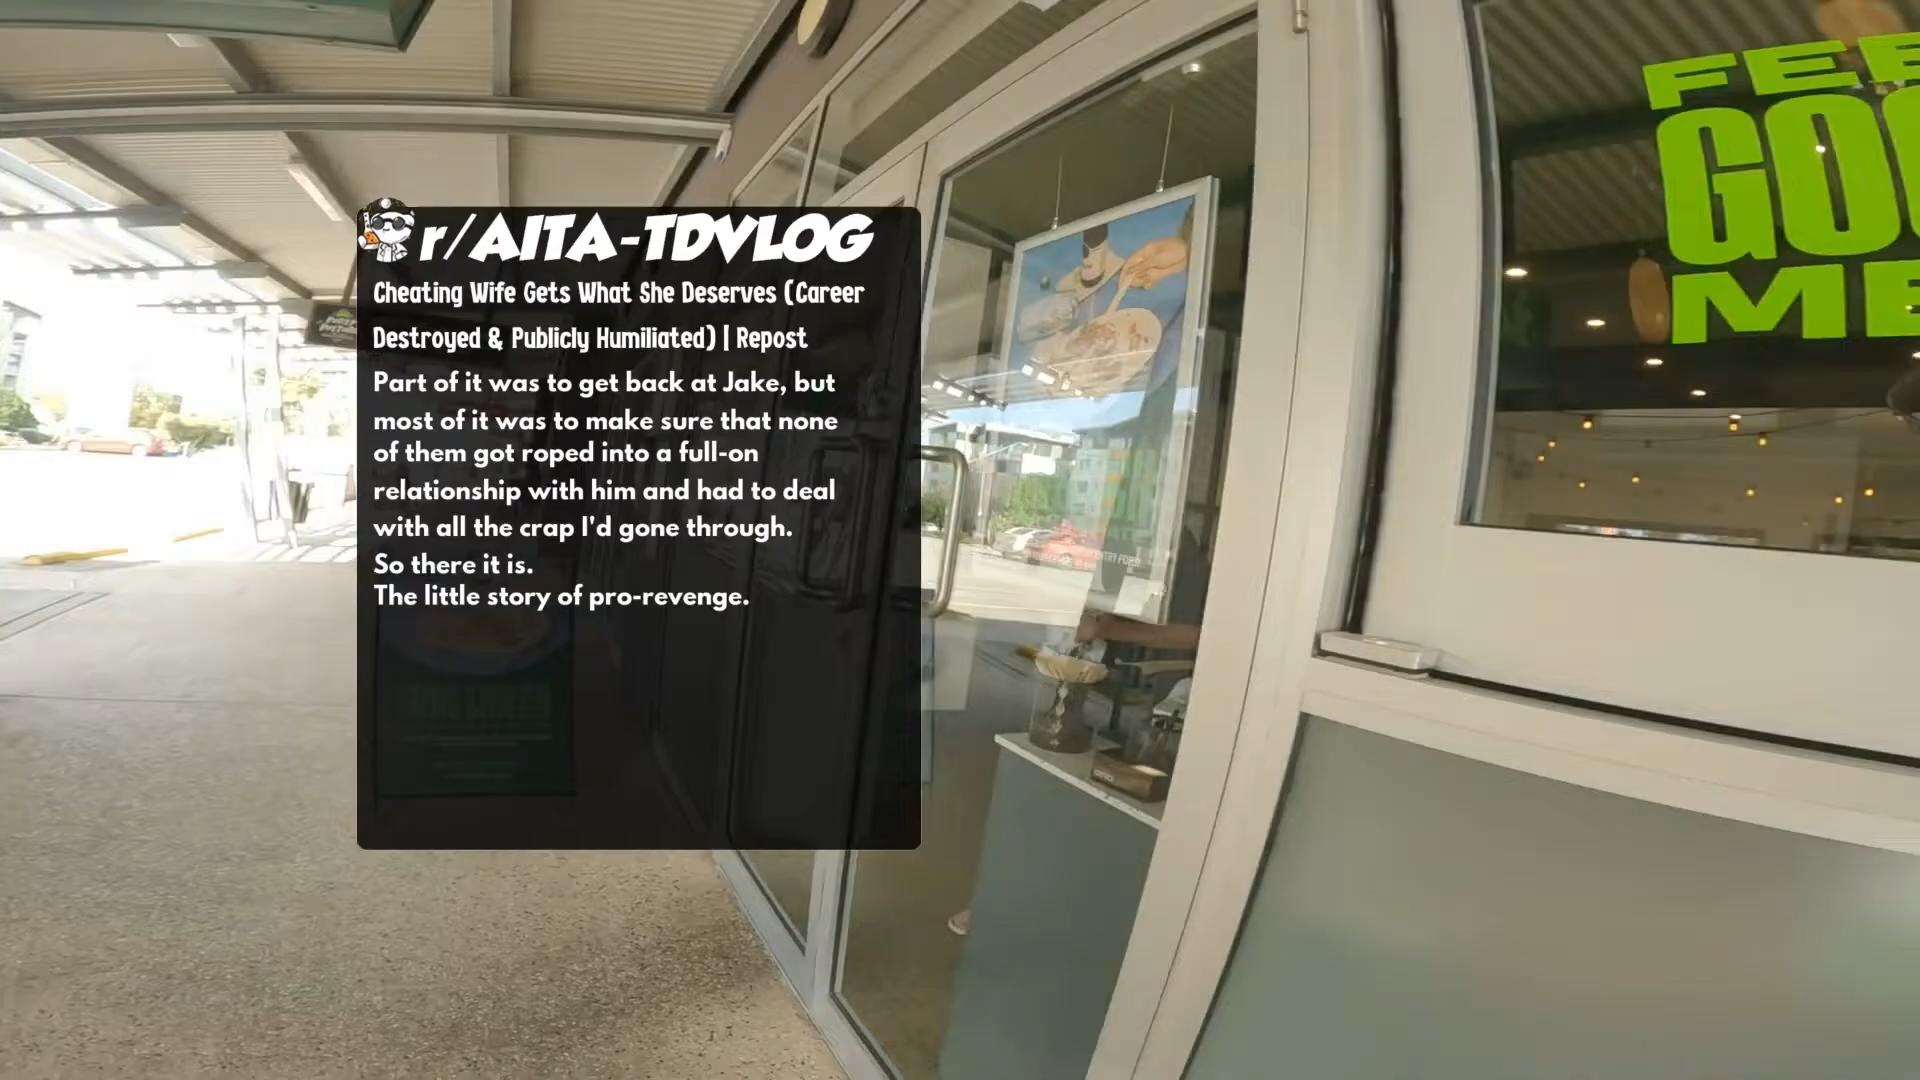 r/AITA-TDVLOG
Cheating Wife Gets What She Deserves (Career
Destroyed & Publicly Humiliated) | Repost
Part of it was to get back at Jake, but
most of it was to make sure that none
of them got roped into a full-on
relationship with him and had to deal
with all the crap I'd gone through.
So there it is.
The little story of pro-revenge.
GOO
ME